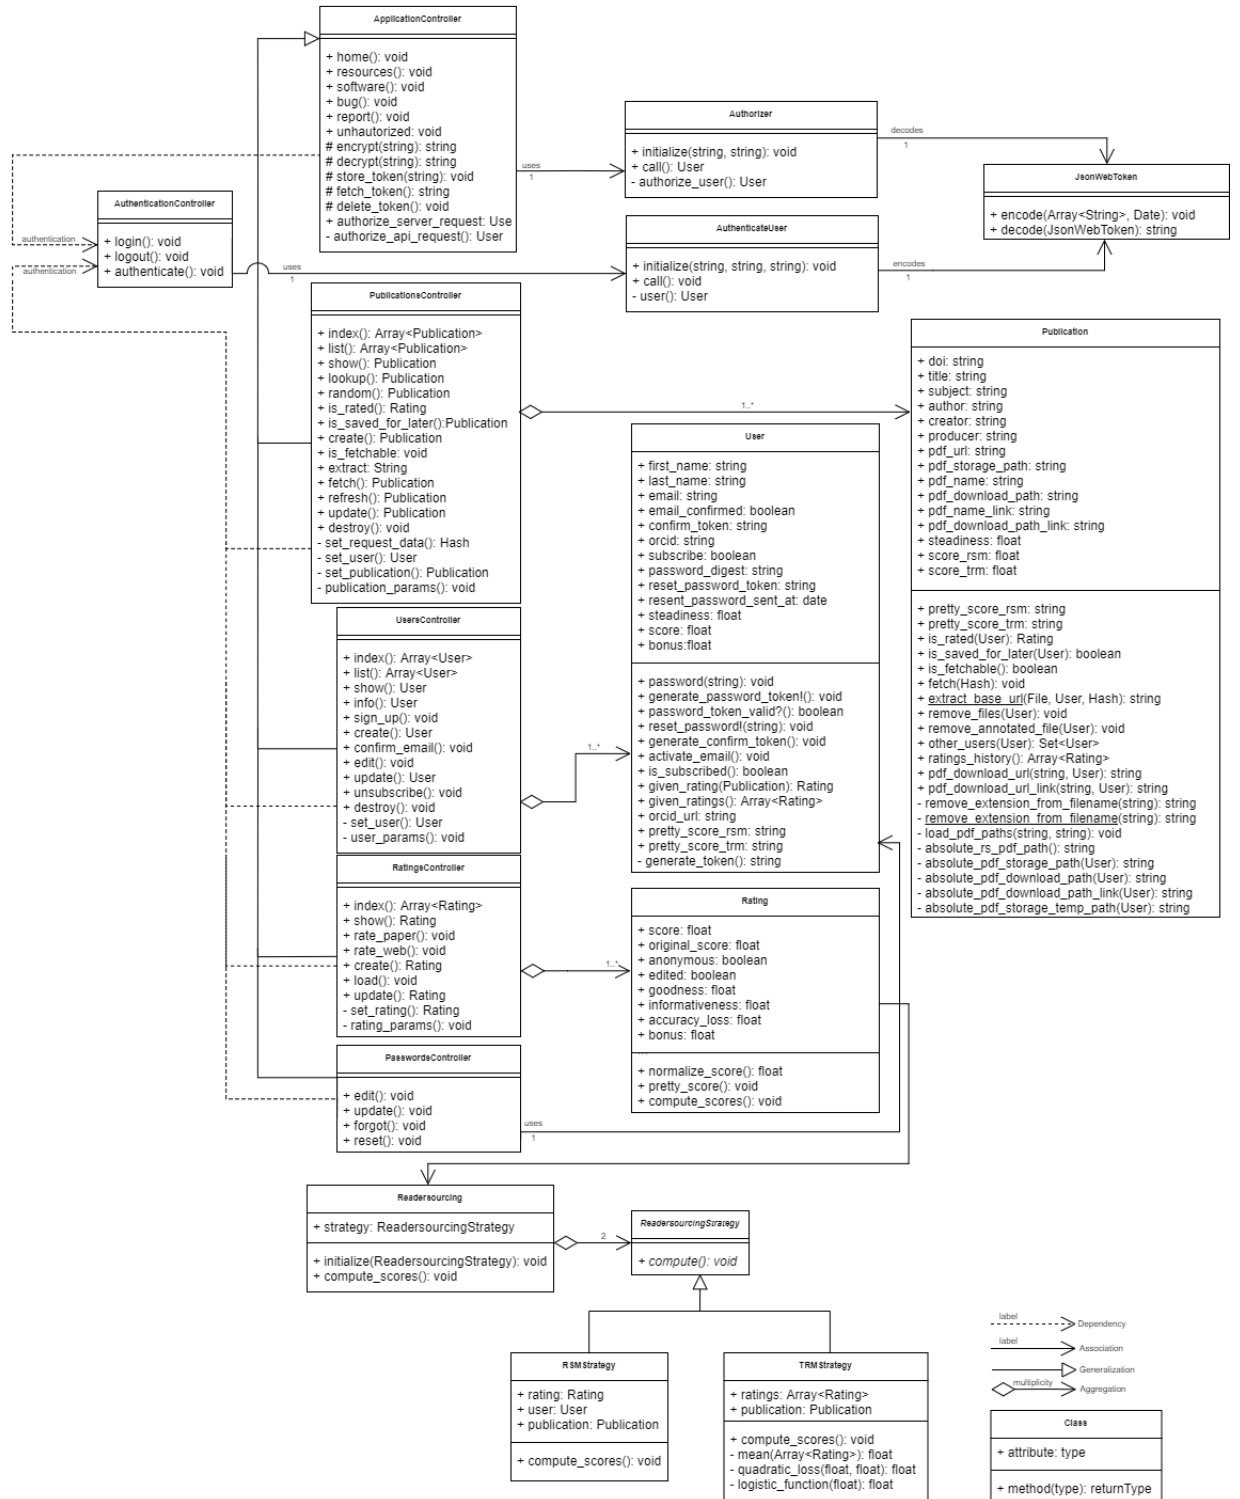 ApplicationController
+ home(): void
+ resources(): void
+ software(): void
+ bug(): void
+ report(): void
+ unhautorized: void
# encrypt(string): string
# decrypt(string): string
# store_token(string): void
# fetch_token(): string
# delete_token(): void
+ authorize_server_request: Use
- authorize_api_request(): User
uses
1
Authorizer
+ initialize(string, string): void
+ call(): User
- authorize_user(): User
decodes
1
JsonWebToken
+ encode(Array<String>, Date): void
+ decode(JsonWebToken): string
AuthenticationController
+ login(): void
+ logout(): void
+ authenticate(): void
authentication
authentication
uses
1
AuthenticateUser
+ initialize(string, string, string): void
+ call(): void
- user(): User
encodes
1
PublicationsController
+ index(): Array<Publication>
+ list(): Array<Publication>
+ show(): Publication
+ lookup(): Publication
+ random(): Publication
+ is_rated(): Rating
+ is_saved_for_later():Publication
+ create(): Publication
+ is_fetchable: void
+ extract: String
+ fetch(): Publication
+ refresh(): Publication
+ update(): Publication
+ destroy(): void
- set_request_data(): Hash
- set_user(): User
- set_publication(): Publication
- publication_params(): void
1..*
Publication
+ doi: string
+ title: string
+ subject: string
+ author: string
+ creator: string
+ producer: string
+ pdf_url: string
+ pdf_storage_path: string
+ pdf_name: string
+ pdf_download_path: string
+ pdf_name_link: string
+ pdf_download_path_link: string
+ steadiness: float
+ score_rsm: float
+ score_trm: float
+ pretty_score_rsm: string
+ pretty_score_trm: string
+ is_rated(User): Rating
+ is_saved_for_later(User): boolean
+ is_fetchable(): boolean
+ fetch(Hash): void
+ extract_base_url(File, User, Hash): string
+ remove_files(User): void
+ remove_annotated_file(User): void
+ other_users(User): Set<User>
+ ratings_history(): Array<Rating>
+ pdf_download_url(string, User): string
+ pdf_download_url_link(string, User): string
- remove_extension_from_filename(string): string
- remove_extension_from_filename(string): string
- load_pdf_paths(string, string): void
- absolute_rs_pdf_path(): string
- absolute_pdf_storage_path(User): string
- absolute_pdf_download_path(User): string
- absolute_pdf_download_path_link(User): string
- absolute_pdf_storage_temp_path(User): string
User
+ first_name: string
+ last_name: string
+ email: string
+ email_confirmed: boolean
+ confirm_token: string
+ orcid: string
+ subscribe: boolean
+ password_digest: string
+ reset_password_token: string
+ resent_password_sent_at: date
+ steadiness: float
+ score: float
+ bonus:float
+ password(string): void
+ generate_password_token!(): void
+ password_token_valid?(): boolean
+ reset_password!(string): void
+ generate_confirm_token(): void
+ activate_email(): void
+ is_subscribed(): boolean
+ given_rating(Publication): Rating
+ given_ratings(): Array<Rating>
+ orcid_url: string
+ pretty_score_rsm: string
+ pretty_score_trm: string
- generate_token(): string
UsersController
+ index(): Array<User>
+ list(): Array<User>
+ show(): User
+ info(): User
+ sign_up(): void
+ create(): User
+ confirm_email(): void
+ edit(): void
+ update(): User
+ unsubscribe(): void
+ destroy(): void
- set_user(): User
- user_params(): void
1..*
RatingsController
+ index(): Array<Rating>
+ show(): Rating
+ rate_paper(): void
+ rate_web(): void
+ create(): Rating
+ load(): void
+ update(): Rating
- set_rating(): Rating
- rating_params(): void
1..*
Rating
+ score: float
+ original_score: float
+ anonymous: boolean
+ edited: boolean
+ goodness: float
+ informativeness: float
+ accuracy_loss: float
+ bonus: float
...
+ normalize_score(): float
+ pretty_score(): void
+ compute_scores(): void
PasswordsController
+ edit(): void
+ update(): void
+ forgot(): void
+ reset(): void
uses
1
Readersourcing
+ strategy: ReadersourcingStrategy
+ initialize(ReadersourcingStrategy): void
+ compute_scores(): void
2
ReadersourcingStrategy
+ compute(): void
RSMStrategy
+ rating: Rating
+ user: User
+ publication: Publication
+ compute_scores(): void
TRMStrategy
+ ratings: Array<Rating>
+ publication: Publication
+ compute_scores(): void
- mean(Array<Rating>): float
- quadratic_loss(float, float): float
- logistic_function(float): float
label
Dependency
label
Association
Generalization
multiplicity
Aggregation
Class
+ attribute: type
+ method(type): returnType